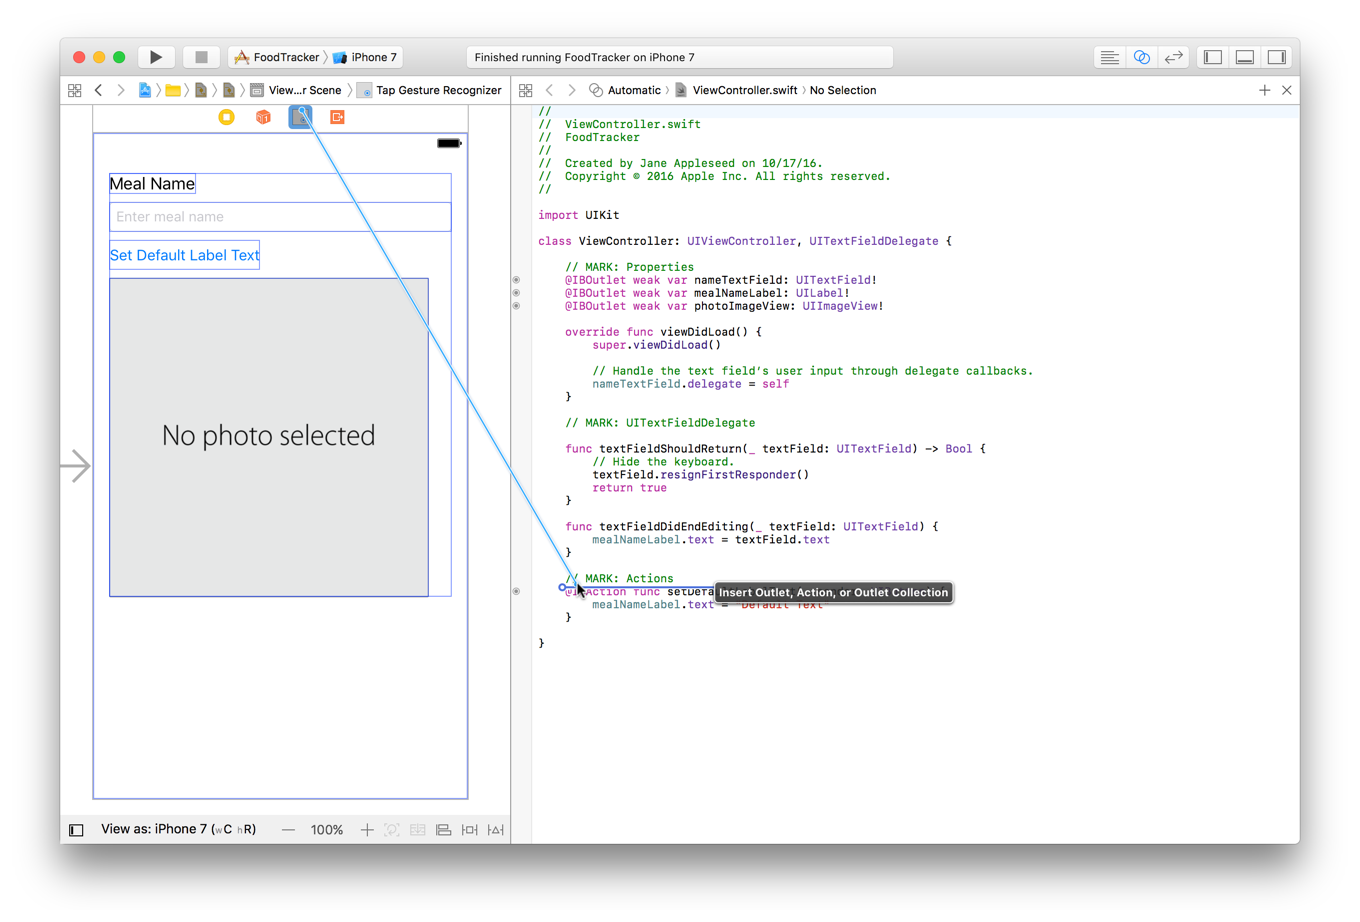 FoodTracker
iPhone 7
Finished running FoodTracker on iPhone 7
View...r Scene
Tap Gesture Recognizer
Automatic
ViewController.swift
No Selection
Meal Name
Enter meal name
Set Default Label Text
No photo selected
View as: iPhone 7 (wC hR)
100%
//
//  ViewController.swift
//  FoodTracker
//
//  Created by Jane Appleseed on 10/17/16.
//  Copyright © 2016 Apple Inc. All rights reserved.
//
import UIKit
class ViewController: UIViewController, UITextFieldDelegate {
// MARK: Properties
@IBOutlet weak var nameTextField: UITextField!
@IBOutlet weak var mealNameLabel: UILabel!
@IBOutlet weak var photoImageView: UIImageView!
override func viewDidLoad() {
super.viewDidLoad()
// Handle the text field's user input through delegate callbacks.
nameTextField.delegate = self
}
// MARK: UITextFieldDelegate
func textFieldShouldReturn(_ textField: UITextField) -> Bool {
// Hide the keyboard.
textField.resignFirstResponder()
return true
}
func textFieldDidEndEditing(_ textField: UITextField) {
mealNameLabel.text = textField.text
}
// MARK: Actions
@IBAction func
Insert Outlet, Action, or Outlet Collection
mealNameLabel.text = "Default Text"
}
}